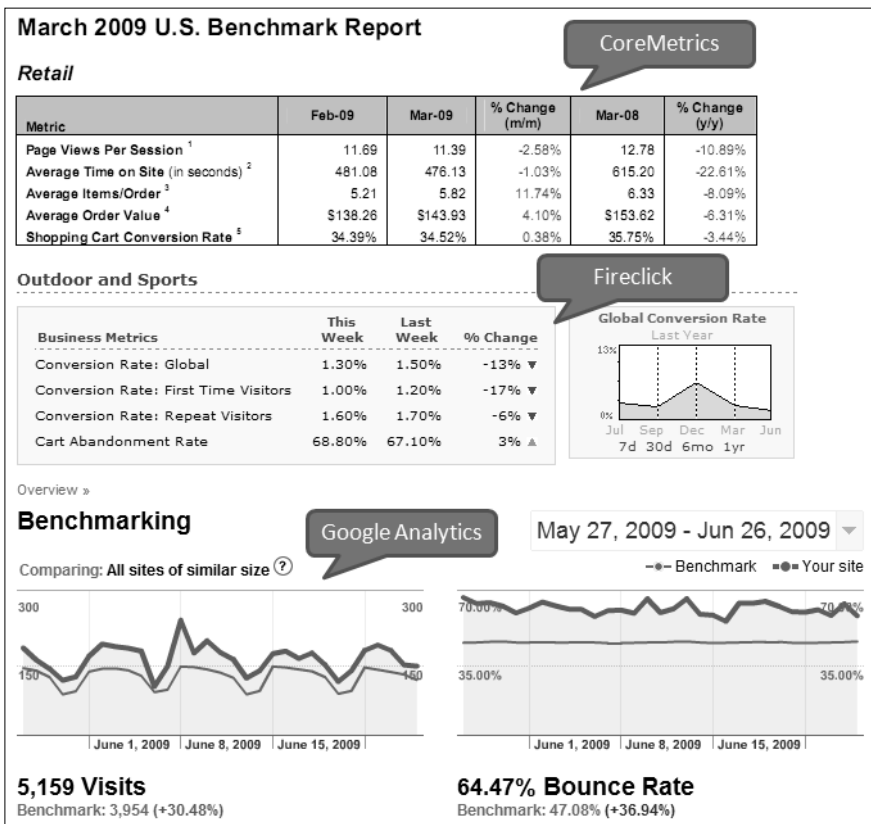 March 2009 U.S. Benchmark Report
CoreMetrics
Retail
Metric Feb-09 Mar-09 % Change (m/m) Mar-08 % Change (y/y)
Page Views Per Session 1 11.69 11.39 -2.58% 12.78 -10.89%
Average Time on Site (in seconds) 2 481.08 476.13 -1.03% 615.20 -22.61%
Average Items/Order 3 5.21 5.82 11.74% 6.33 -8.09%
Average Order Value 4 $138.26 $143.93 4.10% $153.62 -6.31%
Shopping Cart Conversion Rate 5 34.39% 34.52% 0.38% 35.75% -3.44%
Outdoor and Sports
Fireclick
Business Metrics This Week Last Week % Change
Conversion Rate: Global 1.30% 1.50% -13% ▼
Conversion Rate: First Time Visitors 1.00% 1.20% -17% ▼
Conversion Rate: Repeat Visitors 1.60% 1.70% -6% ▼
Cart Abandonment Rate 68.80% 67.10% 3% ▲
Global Conversion Rate
Last Year
13%
0%
Jul Sep Dec Mar Jun
7d 30d 6mo 1yr
Overview »
Benchmarking
Google Analytics
May 27, 2009 - Jun 26, 2009
Comparing: All sites of similar size ?
Benchmark Your site
300 300
150 150
June 1, 2009 June 8, 2009 June 15, 2009
70.00% 70.00%
35.00% 35.00%
June 1, 2009 June 8, 2009 June 15, 2009
5,159 Visits
Benchmark: 3,954 (+30.48%)
64.47% Bounce Rate
Benchmark: 47.08% (+36.94%)